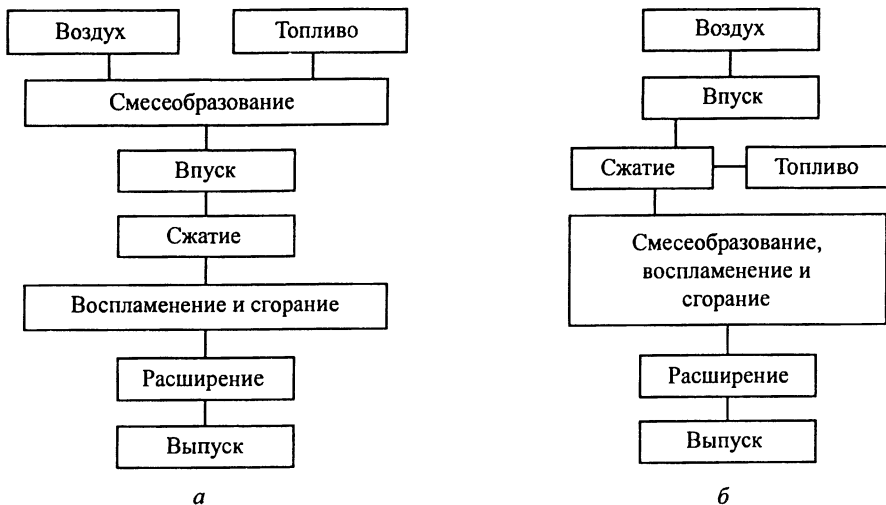 Воздух
Топливо
Смесеобразование
Впуск
Сжатие
Воспламенение и сгорание
Расширение
Выпуск
а
Воздух
Впуск
Сжатие
Топливо
Смесеобразование,
воспламенение и
сгорание
Расширение
Выпуск
б